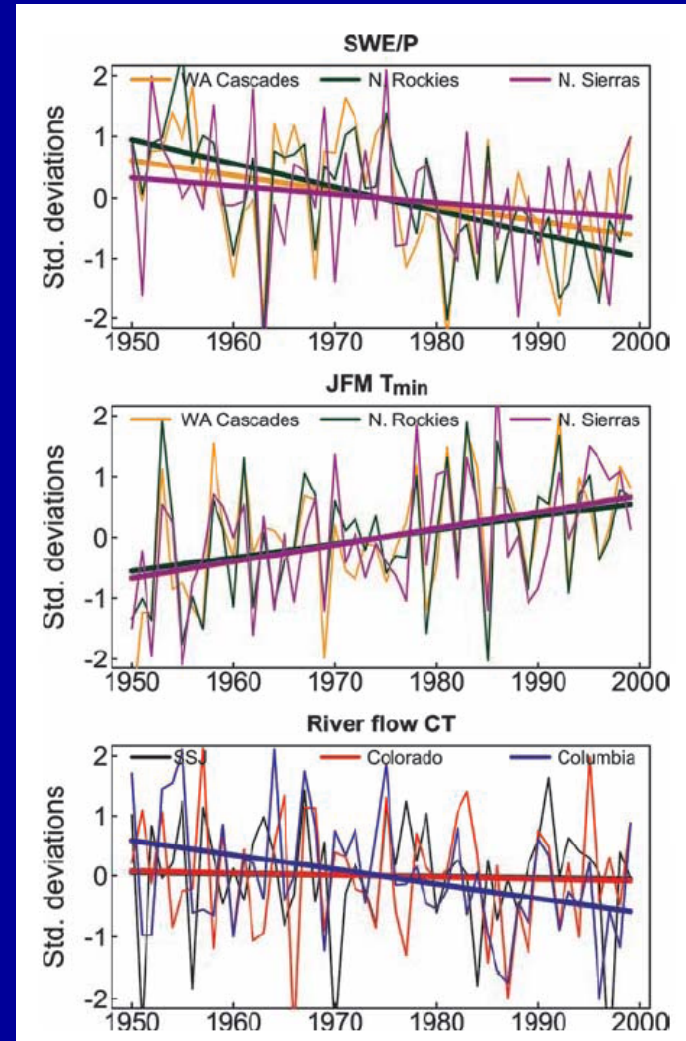 SWE/P
WA Cascades N. Rockies N. Sierras
Std. deviations
2
1
0
-1
-2
1950 1960 1970 1980 1990 2000
JFM Tmin
WA Cascades N. Rockies N. Sierras
Std. deviations
2
1
0
-1
-2
1950 1960 1970 1980 1990 2000
River flow CT
SSJ Colorado Columbia
Std. deviations
2
1
0
-1
-2
1950 1960 1970 1980 1990 2000